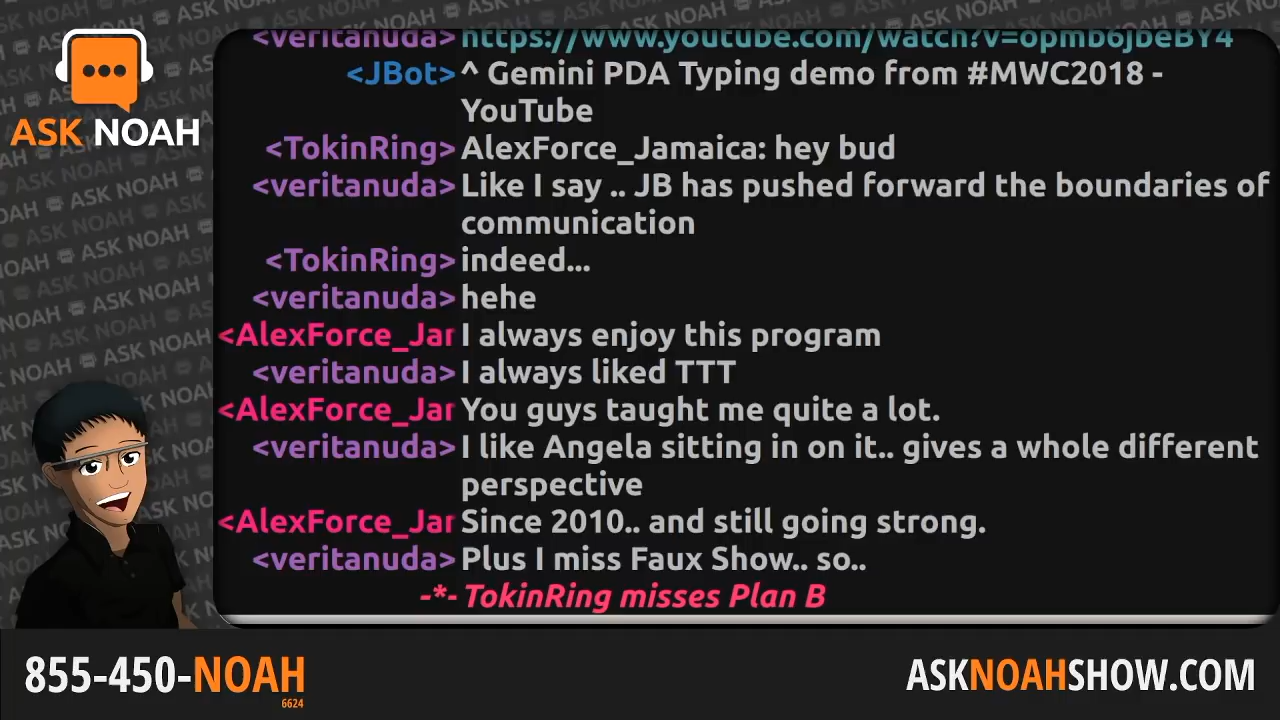 <veritanuda> https://www.youtube.com/watch?v=opmb6jbeBY4
<JBot> ^ Gemini PDA Typing demo from #MWC2018 -
YouTube
<TokinRing> AlexForce_Jamaica: hey bud
<veritanuda> Like I say .. JB has pushed forward the boundaries of
communication
<TokinRing> indeed...
<veritanuda> hehe
<AlexForce_Jar I always enjoy this program
<veritanuda> I always liked TTT
<AlexForce_Jar You guys taught me quite a lot.
<veritanuda> I like Angela sitting in on it.. gives a whole different
perspective
<AlexForce_Jar Since 2010.. and still going strong.
<veritanuda> Plus I miss Faux Show.. so..
-*- TokinRing misses Plan B
ASK NOAH
855-450-NOAH
6624
ASKNOAHSHOW.COM